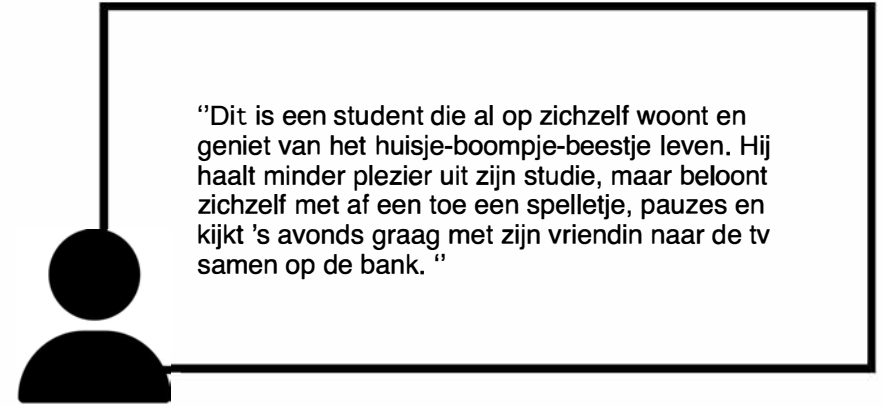 ‘’Dit is een student die al op zichzelf woont en
geniet van het huisje-boompje-beestje leven. Hij
haalt minder plezier uit zijn studie, maar beloont
zichzelf met af een toe een spelletje, pauzes en
kijkt ’s avonds graag met zijn vriendin naar de tv
samen op de bank. ‘’